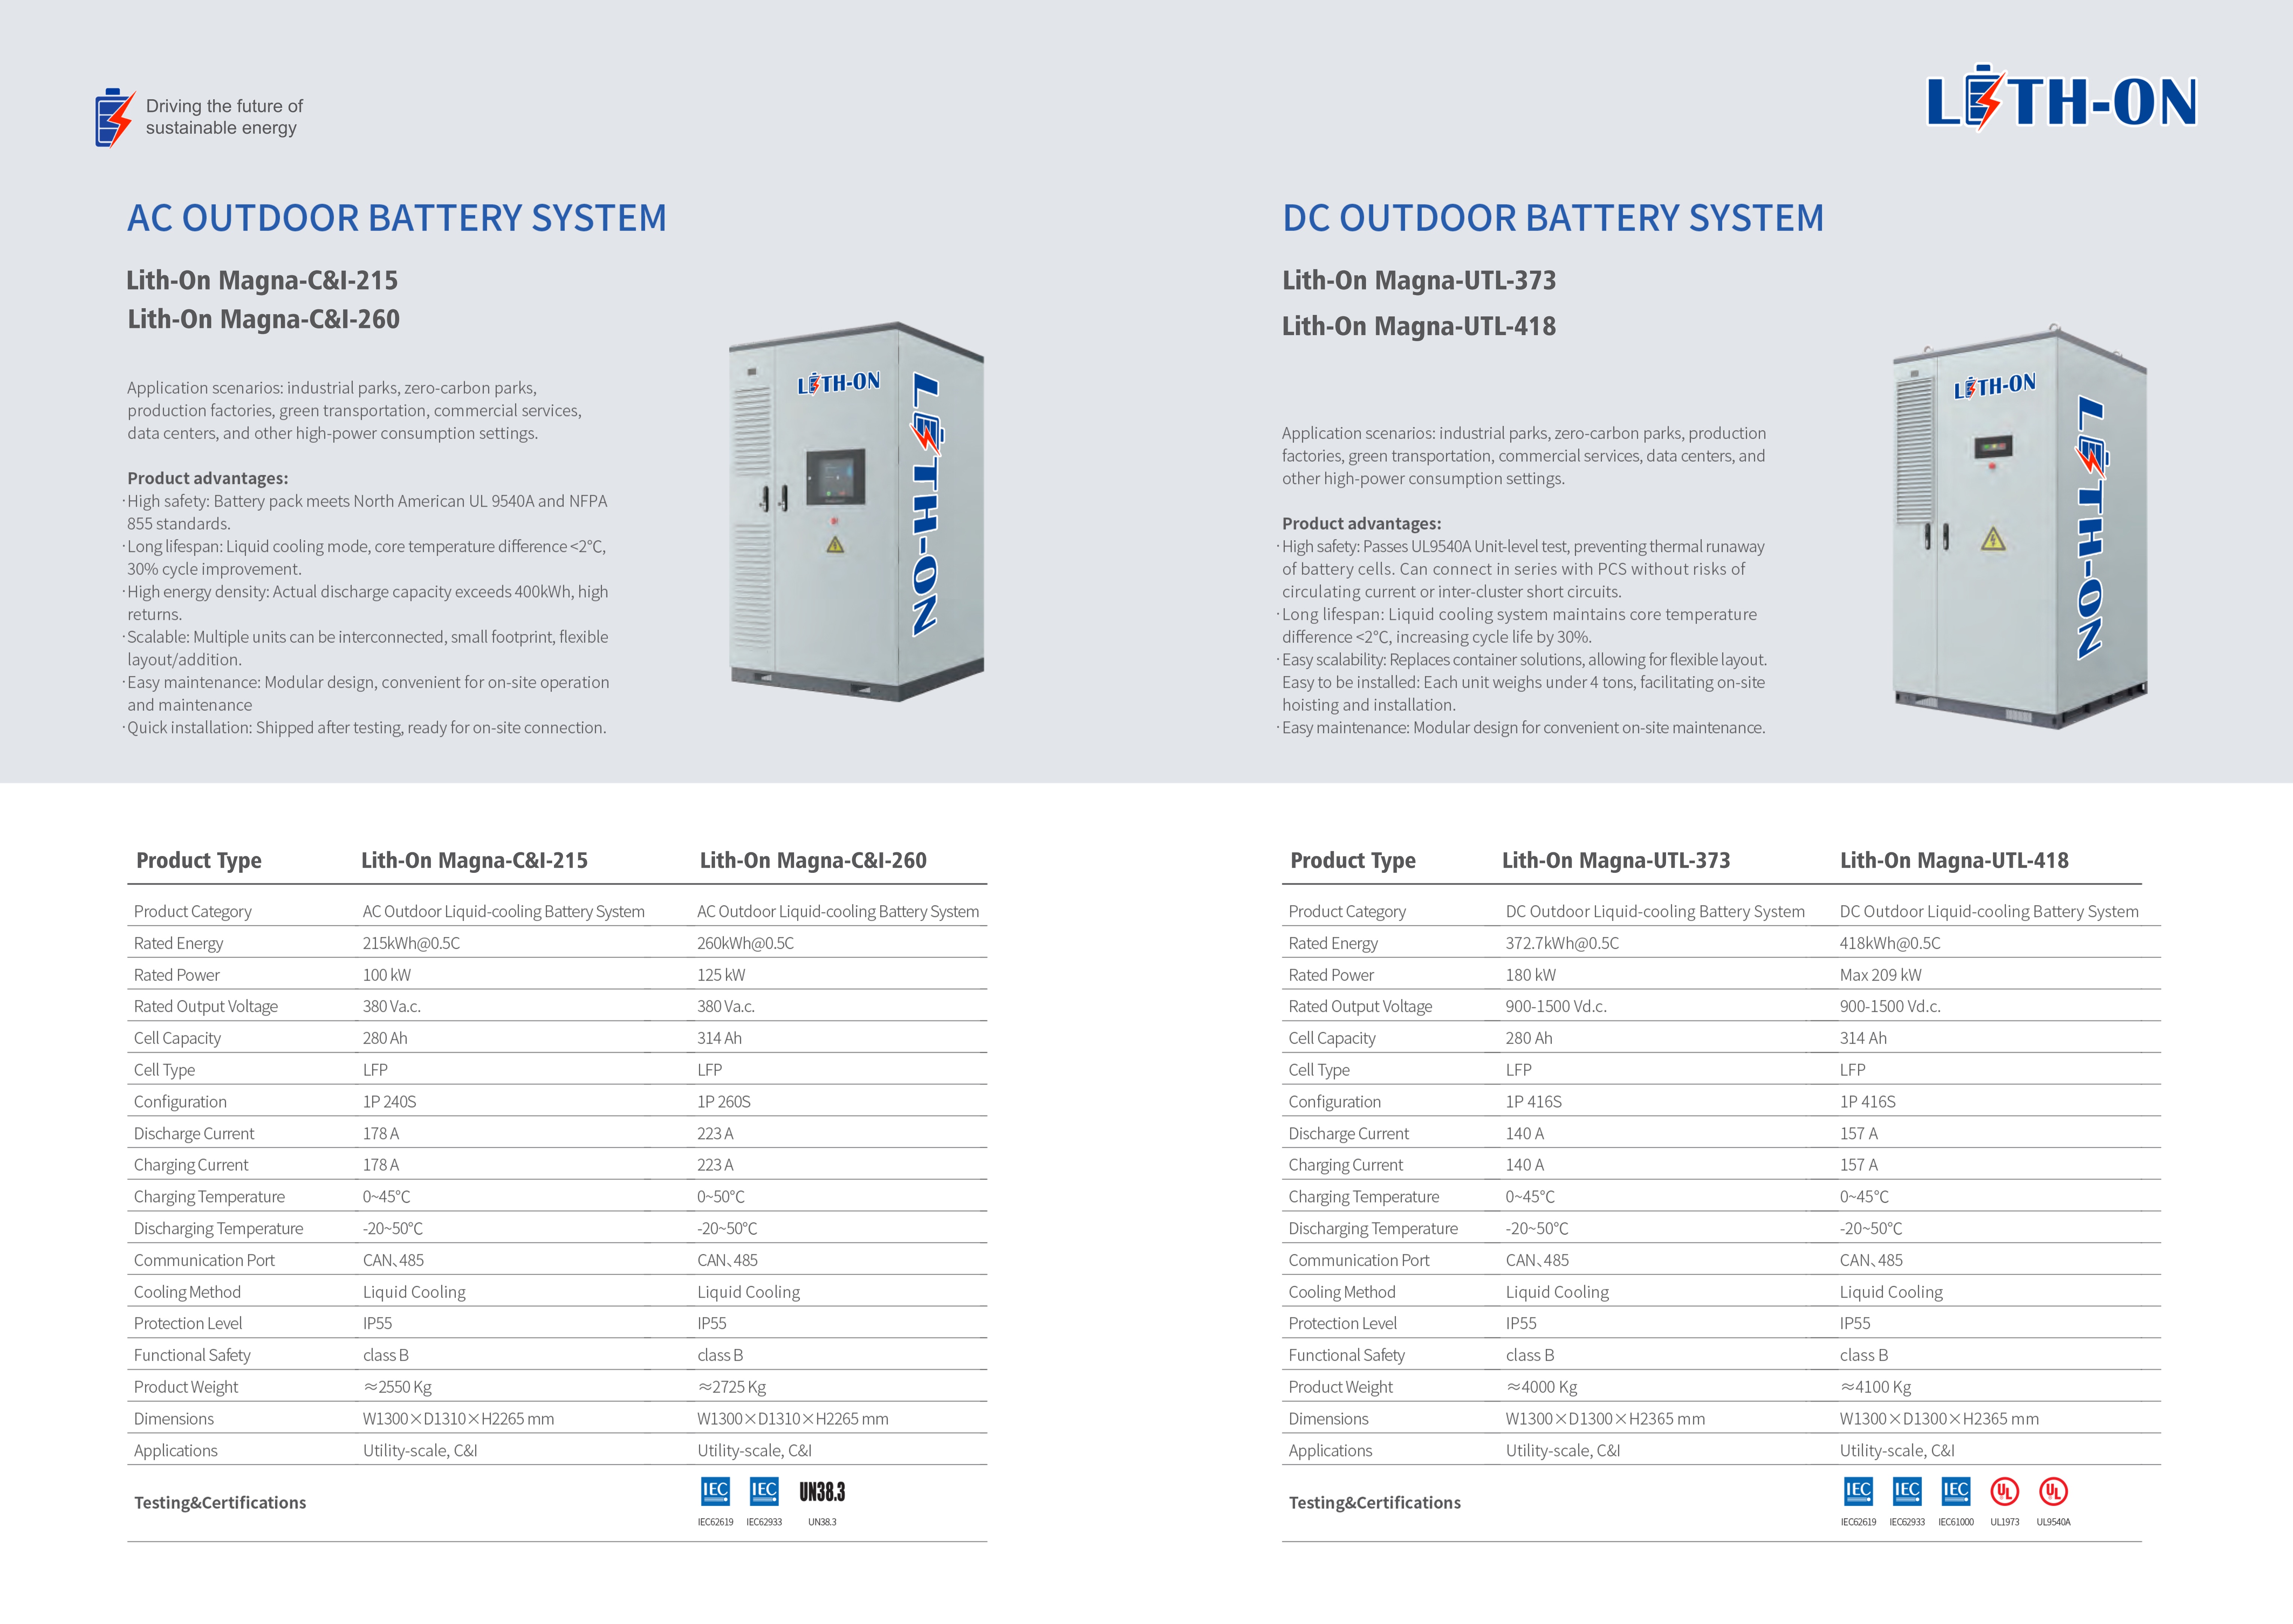 Driving the future of
sustainable energy
LITH-ON
AC OUTDOOR BATTERY SYSTEM
Lith-On Magna-C&I-215
Lith-On Magna-C&I-260
Application scenarios: industrial parks, zero-carbon parks,
production factories, green transportation, commercial services,
data centers, and other high-power consumption settings.
Product advantages:
·High safety: Battery pack meets North American UL 9540A and NFPA
855 standards.
·Long lifespan: Liquid cooling mode, core temperature difference <2℃,
30% cycle improvement.
·High energy density: Actual discharge capacity exceeds 400kWh, high
returns.
·Scalable: Multiple units can be interconnected, small footprint, flexible
layout/addition.
·Easy maintenance: Modular design, convenient for on-site operation
and maintenance
·Quick installation: Shipped after testing, ready for on-site connection.
LITH-ON
LITH-ON
DC OUTDOOR BATTERY SYSTEM
Lith-On Magna-UTL-373
Lith-On Magna-UTL-418
Application scenarios: industrial parks, zero-carbon parks, production
factories, green transportation, commercial services, data centers, and
other high-power consumption settings.
Product advantages:
·High safety: Passes UL9540A Unit-level test, preventing thermal runaway
of battery cells. Can connect in series with PCS without risks of
circulating current or inter-cluster short circuits.
·Long lifespan: Liquid cooling system maintains core temperature
difference <2℃, increasing cycle life by 30%.
·Easy scalability: Replaces container solutions, allowing for flexible layout.
Easy to be installed: Each unit weighs under 4 tons, facilitating on-site
hoisting and installation.
·Easy maintenance: Modular design for convenient on-site maintenance.
LITH-ON
LITH-ON
Product Type Lith-On Magna-C&I-215 Lith-On Magna-C&I-260
Product Category AC Outdoor Liquid-cooling Battery System AC Outdoor Liquid-cooling Battery System
Rated Energy 215kWh@0.5C 260kWh@0.5C
Rated Power 100 kW 125 kW
Rated Output Voltage 380 Va.c. 380 Va.c.
Cell Capacity 280 Ah 314 Ah
Cell Type LFP LFP
Configuration 1P 240S 1P 260S
Discharge Current 178 A 223 A
Charging Current 178 A 223 A
Charging Temperature 0~45℃ 0~50℃
Discharging Temperature -20~50℃ -20~50℃
Communication Port CAN、485 CAN、485
Cooling Method Liquid Cooling Liquid Cooling
Protection Level IP55 IP55
Functional Safety class B class B
Product Weight ≈2550 Kg ≈2725 Kg
Dimensions W1300×D1310×H2265 mm W1300×D1310×H2265 mm
Applications Utility-scale, C&I Utility-scale, C&I
IEC IEC UN38.3
Testing&Certifications
IEC62619 IEC62933 UN38.3
Product Type Lith-On Magna-UTL-373 Lith-On Magna-UTL-418
Product Category DC Outdoor Liquid-cooling Battery System DC Outdoor Liquid-cooling Battery System
Rated Energy 372.7kWh@0.5C 418kWh@0.5C
Rated Power 180 kW Max 209 kW
Rated Output Voltage 900-1500 Vd.c. 900-1500 Vd.c.
Cell Capacity 280 Ah 314 Ah
Cell Type LFP LFP
Configuration 1P 416S 1P 416S
Discharge Current 140 A 157 A
Charging Current 140 A 157 A
Charging Temperature 0~45℃ 0~45℃
Discharging Temperature -20~50℃ -20~50℃
Communication Port CAN、485 CAN、485
Cooling Method Liquid Cooling Liquid Cooling
Protection Level IP55 IP55
Functional Safety class B class B
Product Weight ≈4000 Kg ≈4100 Kg
Dimensions W1300×D1300×H2365 mm W1300×D1300×H2365 mm
Applications Utility-scale, C&I Utility-scale, C&I
IEC IEC IEC UL UL
Testing&Certifications
IEC62619 IEC62933 IEC61000 UL1973 UL9540A